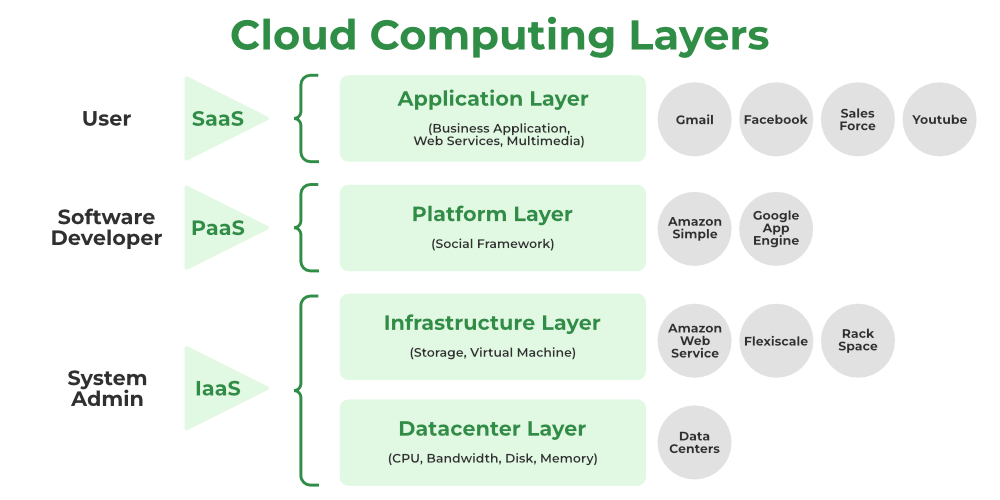 Cloud Computing Layers
User
SaaS
Application Layer
(Business Application,
Web Services, Multimedia)
Gmail
Facebook
Sales
Force
Youtube
Software
Developer
PaaS
Platform Layer
(Social Framework)
Amazon
Simple
Google
App
Engine
System
Admin
IaaS
Infrastructure Layer
(Storage, Virtual Machine)
Amazon
Web
Service
Flexiscale
Rack
Space
Datacenter Layer
(CPU, Bandwidth, Disk, Memory)
Data
Centers